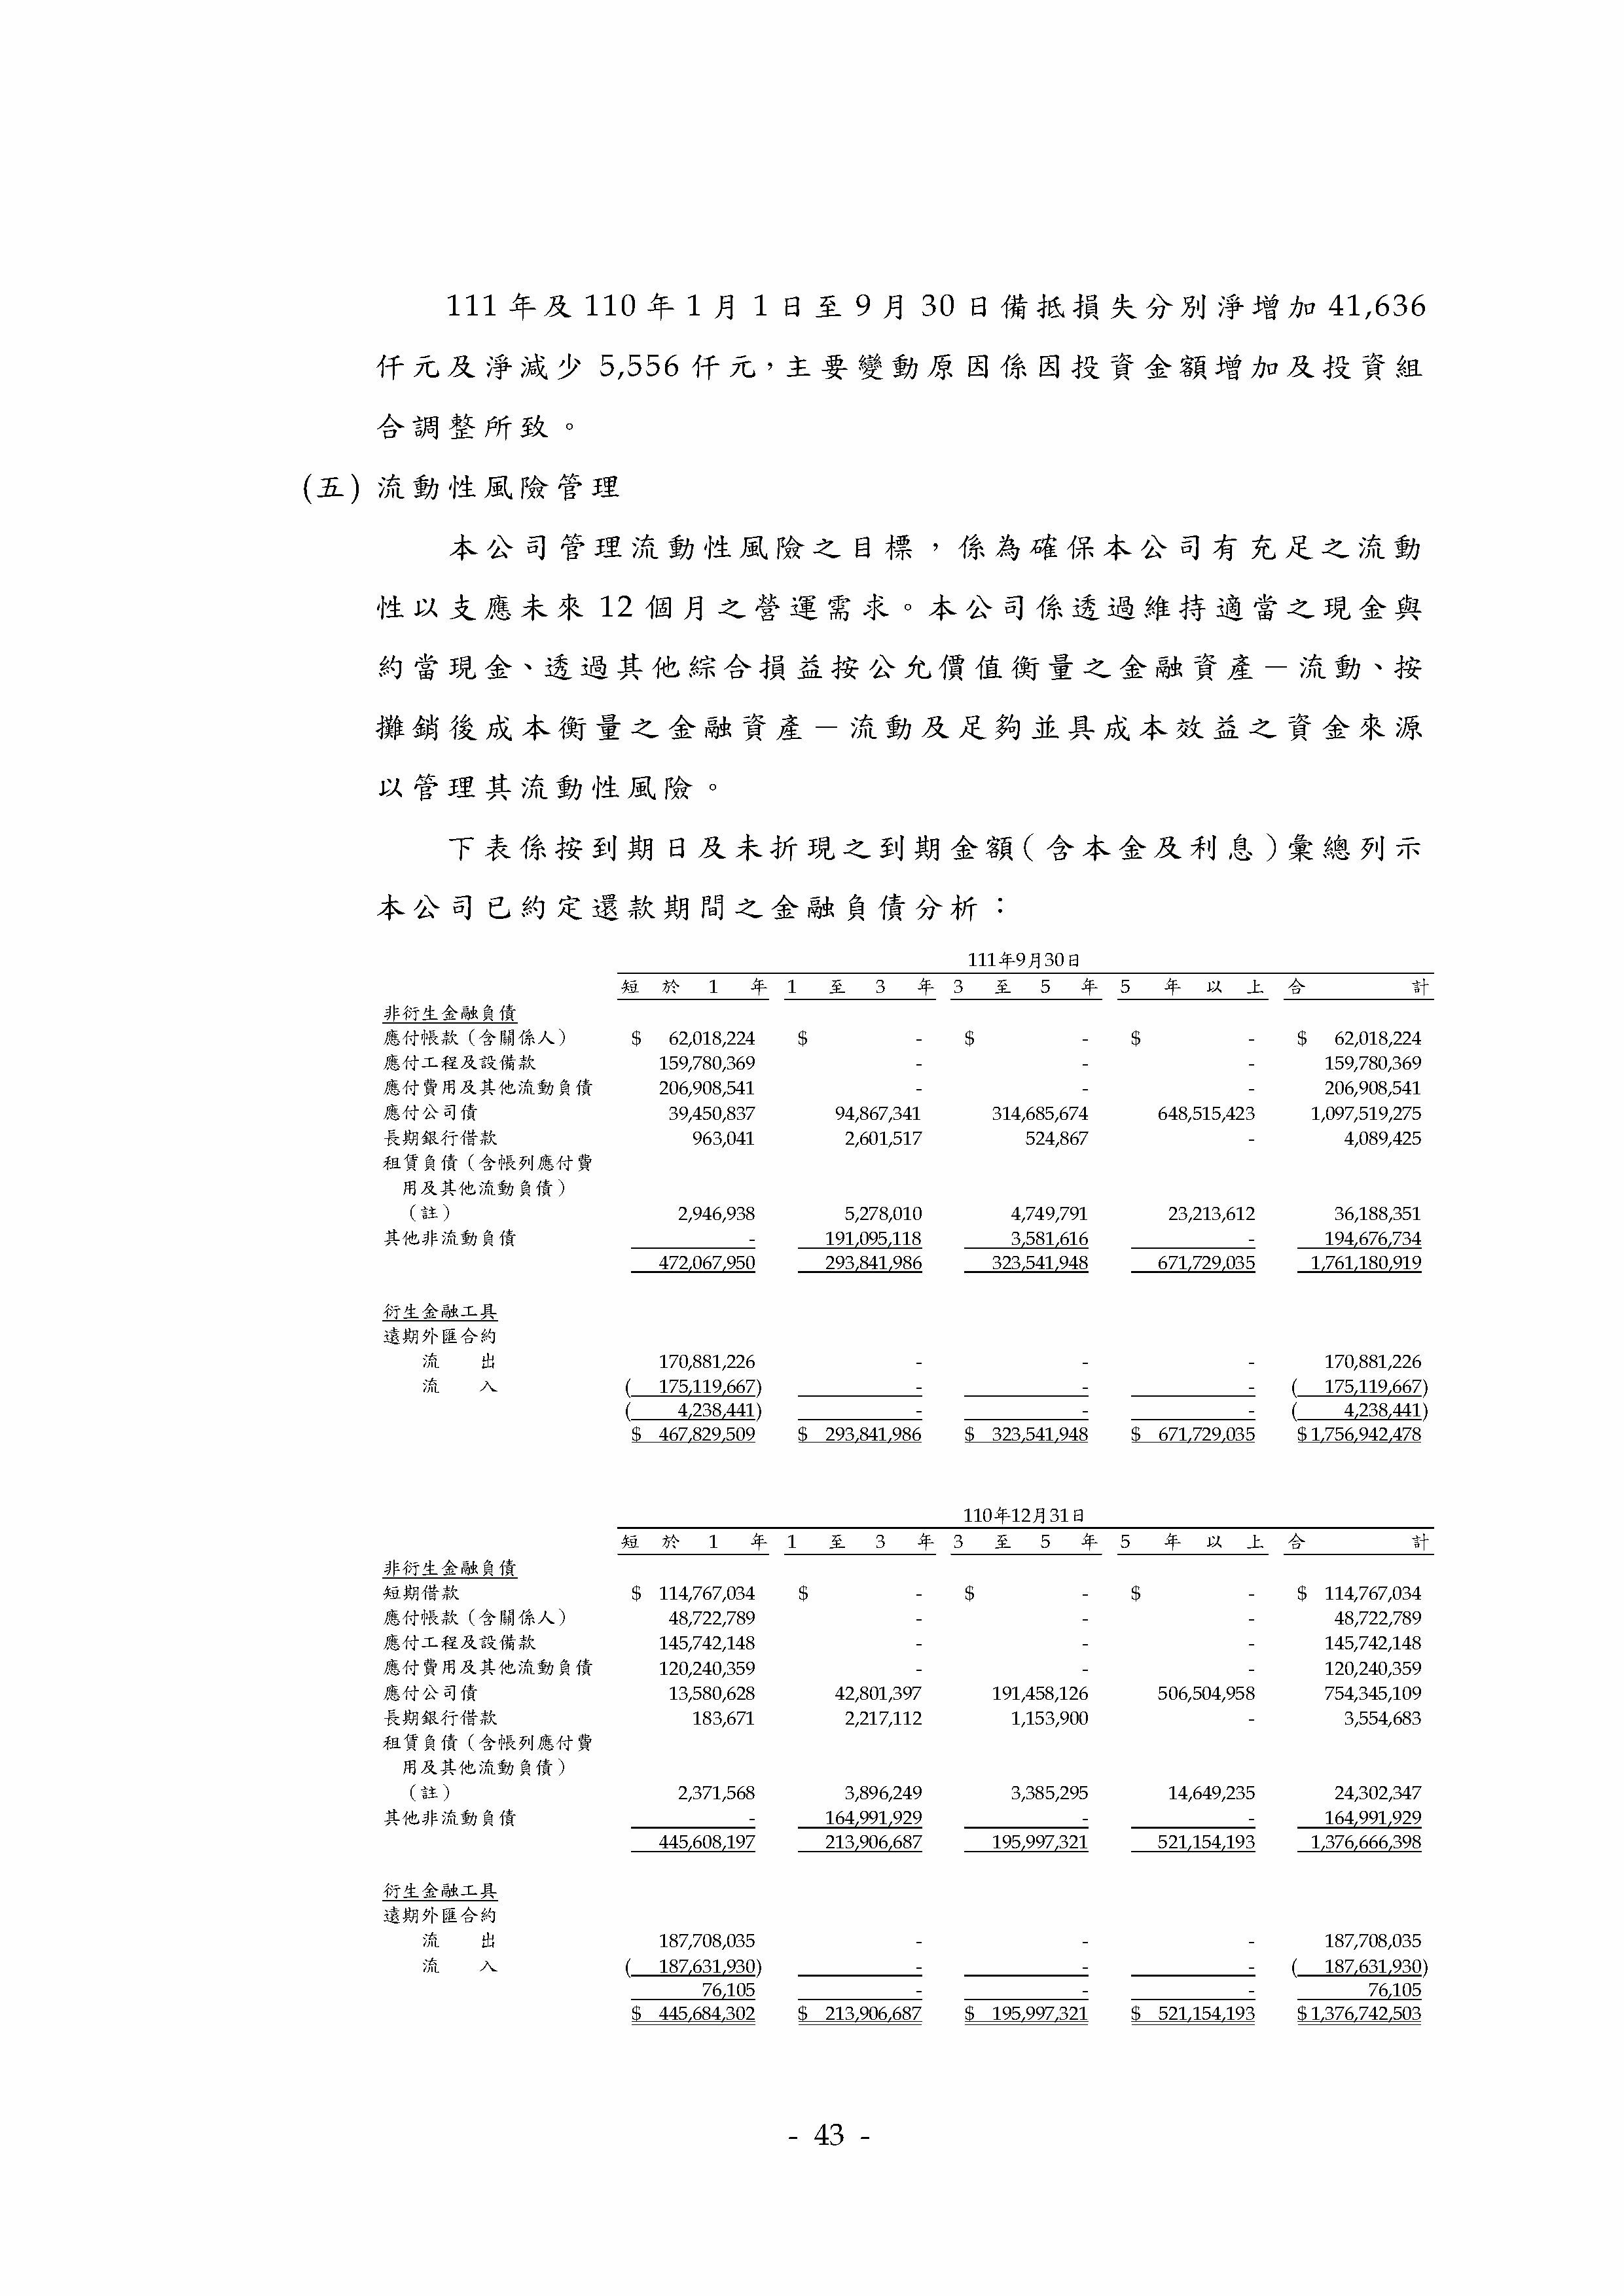 111年及110年1月1日至9月30日備抵損失分別淨增加41,636
仟元及淨減少5,556仟元，主要變動原因係因投資金額增加及投資組
合調整所致。
(五) 流動性風險管理
本公司管理流動性風險之目標，係為確保本公司有充足之流動
性以支應未來12個月之營運需求。本公司係透過維持適當之現金與
約當現金、透過其他綜合損益按公允價值衡量之金融資產－流動、按
攤銷後成本衡量之金融資產－流動及足夠並具成本效益之資金來源
以管理其流動性風險。
下表係按到期日及未折現之到期金額（含本金及利息）彙總列示
本公司已約定還款期間之金融負債分析：
111年9月30日
短於1年 1至3年 3至5年 5年以上 合計
非衍生金融負債
應付帳款（含關係人） $ 62,018,224 $ - $ - $ - $ 62,018,224
應付工程及設備款 159,780,369 - - - 159,780,369
應付費用及其他流動負債 206,908,541 - - - 206,908,541
應付公司債 39,450,837 94,867,341 314,685,674 648,515,423 1,097,519,275
長期銀行借款 963,041 2,601,517 524,867 - 4,089,425
租賃負債（含帳列應付費
用及其他流動負債）
（註） 2,946,938 5,278,010 4,749,791 23,213,612 36,188,351
其他非流動負債 - 191,095,118 3,581,616 - 194,676,734
472,067,950 293,841,986 323,541,948 671,729,035 1,761,180,919
衍生金融工具
遠期外匯合約
流出 170,881,226 - - - 170,881,226
流入 ( 175,119,667) - - - ( 175,119,667)
( 4,238,441) - - - ( 4,238,441)
$ 467,829,509 $ 293,841,986 $ 323,541,948 $ 671,729,035 $ 1,756,942,478
110年12月31日
短於1年 1至3年 3至5年 5年以上 合計
非衍生金融負債
短期借款 $ 114,767,034 $ - $ - $ - $ 114,767,034
應付帳款（含關係人） 48,722,789 - - - 48,722,789
應付工程及設備款 145,742,148 - - - 145,742,148
應付費用及其他流動負債 120,240,359 - - - 120,240,359
應付公司債 13,580,628 42,801,397 191,458,126 506,504,958 754,345,109
長期銀行借款 183,671 2,217,112 1,153,900 - 3,554,683
租賃負債（含帳列應付費
用及其他流動負債）
（註） 2,371,568 3,896,249 3,385,295 14,649,235 24,302,347
其他非流動負債 - 164,991,929 - - 164,991,929
445,608,197 213,906,687 195,997,321 521,154,193 1,376,666,398
衍生金融工具
遠期外匯合約
流出 187,708,035 - - - 187,708,035
流入 ( 187,631,930) - - - ( 187,631,930)
76,105 - - - 76,105
$ 445,684,302 $ 213,906,687 $ 195,997,321 $ 521,154,193 $ 1,376,742,503
- 43 -